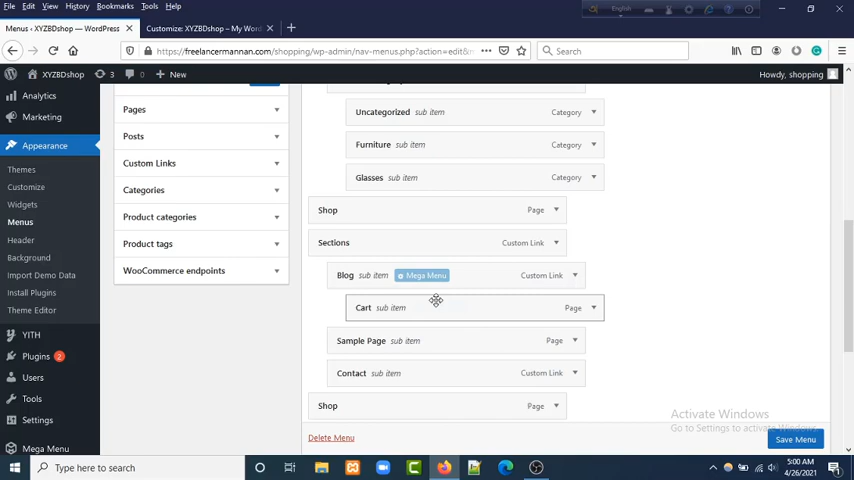 File Edit View History Bookmarks Tools Help
English
Menus ‹ XYZBDshop — WordPress
Customize: XYZBDshop – My Wor
https://freelancermannan.com/shopping/wp-admin/nav-menus.php?action=edit&m
Search
XYZBDshop 3 0 New
Howdy, shopping
Analytics
Marketing
Appearance
Themes
Customize
Widgets
Menus
Header
Background
Import Demo Data
Install Plugins
Theme Editor
YITH
Plugins 2
Users
Tools
Settings
Mega Menu
Pages
Posts
Custom Links
Categories
Product categories
Product tags
WooCommerce endpoints
Uncategorized sub item Category
Furniture sub item Category
Glasses sub item Category
Shop Page
Sections Custom Link
Blog sub item Mega Menu Custom Link
Cart sub item Page
Sample Page sub item Page
Contact sub item Custom Link
Shop Page
Delete Menu
Save Menu
Activate Windows
Go to Settings to activate Windows.
Type here to search
5:00 AM
4/26/2021